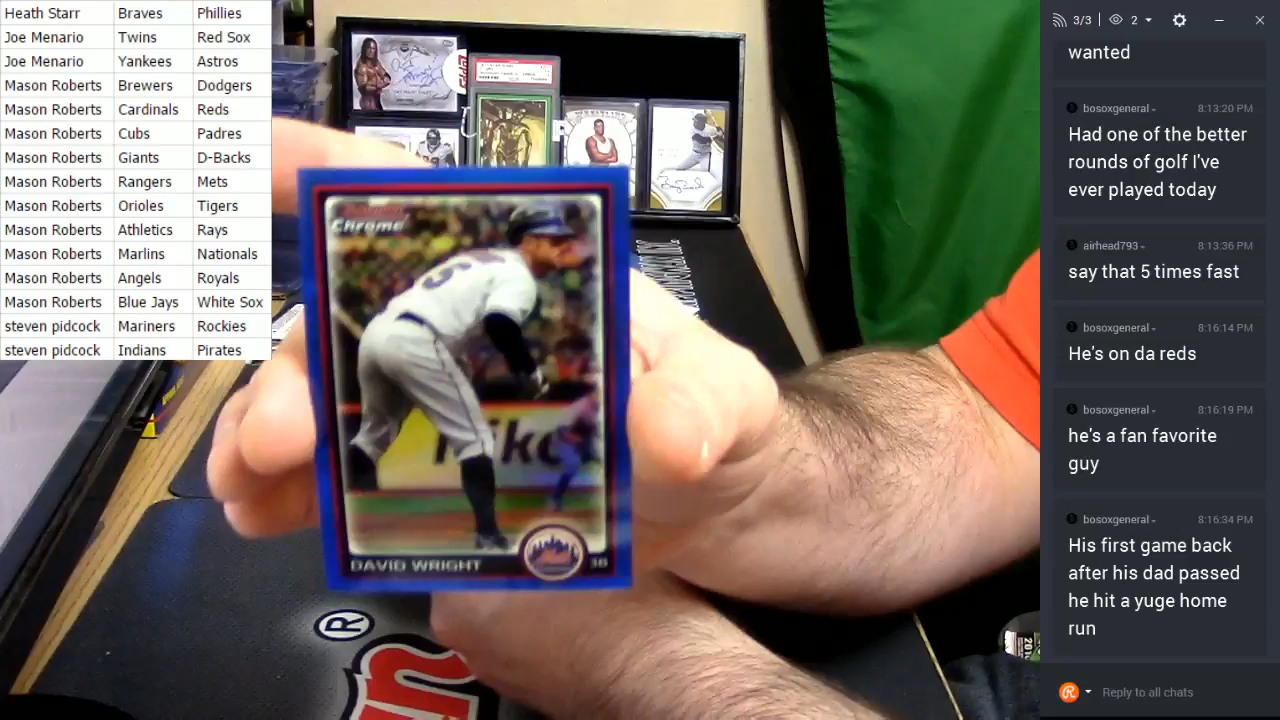 Heath Starr Braves Phillies
Joe Menario Twins Red Sox
Joe Menario Yankees Astros
Mason Roberts Brewers Dodgers
Mason Roberts Cardinals Reds
Mason Roberts Cubs Padres
Mason Roberts Giants D-Backs
Mason Roberts Rangers Mets
Mason Roberts Orioles Tigers
Mason Roberts Athletics Rays
Mason Roberts Marlins Nationals
Mason Roberts Angels Royals
Mason Roberts Blue Jays White Sox
steven pidcock Mariners Rockies
steven pidcock Indians Pirates
Bowman
Chrome
5
Nike
DAVID WRIGHT
38
®
3/3 2
wanted
bosoxgeneral 8:13:20 PM
Had one of the better
rounds of golf I've
ever played today
airhead793 8:13:36 PM
say that 5 times fast
bosoxgeneral 8:16:14 PM
He's on da reds
bosoxgeneral 8:16:19 PM
he's a fan favorite
guy
bosoxgeneral 8:16:34 PM
His first game back
after his dad passed
he hit a yuge home
run
Reply to all chats